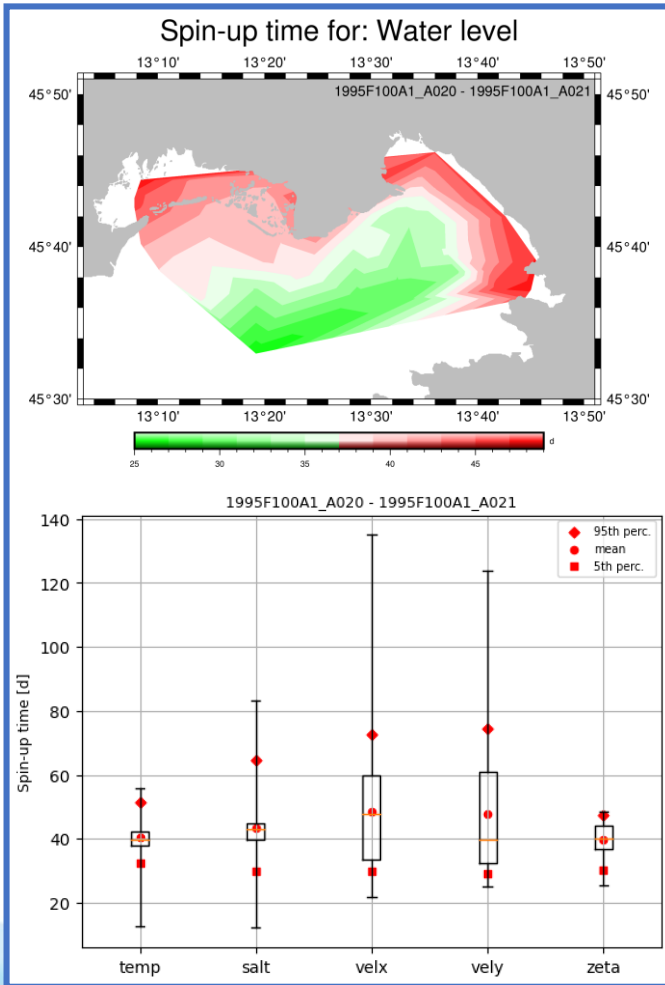 Spin-up time for: Water level
13°10' 13°20' 13°30' 13°40' 13°50'
1995F100A1_A020 - 1995F100A1_A021
45°50' 45°50'
45°40' 45°40'
45°30' 45°30'
13°10' 13°20' 13°30' 13°40' 13°50'
d
25 30 35 40 45
1995F100A1_A020 - 1995F100A1_A021
140
95th perc.
mean
5th perc.
120
100
80
60
40
20
Spin-up time [d]
temp salt velx vely zeta